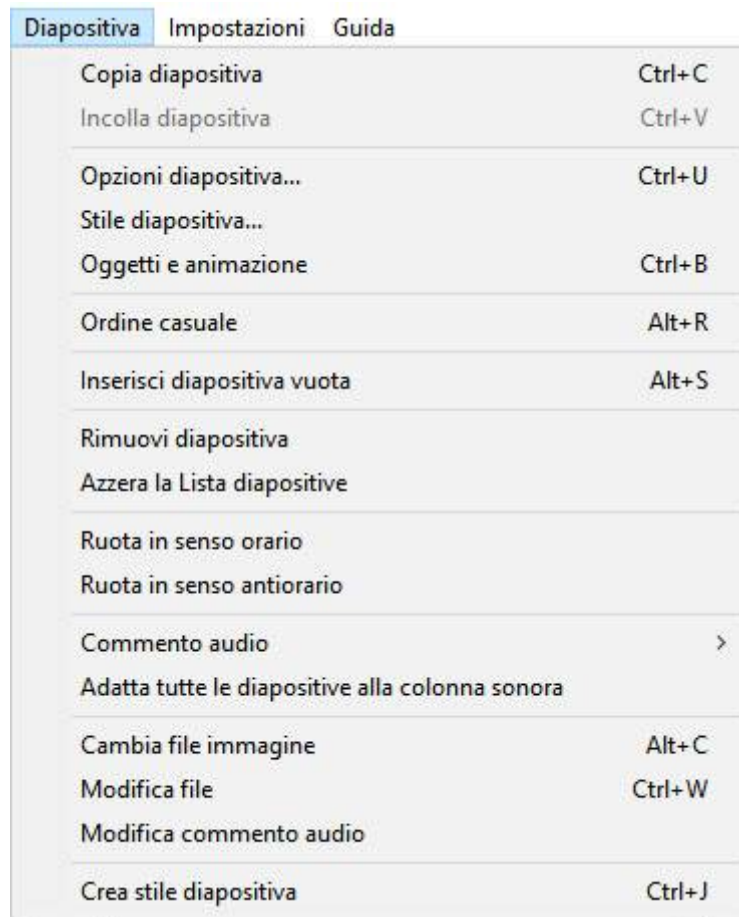 Diapositiva Impostazioni Guida
Copia diapositiva Ctrl+C
Incolla diapositiva Ctrl+V
Opzioni diapositiva... Ctrl+U
Stile diapositiva...
Oggetti e animazione Ctrl+B
Ordine casuale Alt+R
Inserisci diapositiva vuota Alt+S
Rimuovi diapositiva
Azzera la Lista diapositive
Ruota in senso orario
Ruota in senso antiorario
Commento audio >
Adatta tutte le diapositive alla colonna sonora
Cambia file immagine Alt+C
Modifica file Ctrl+W
Modifica commento audio
Crea stile diapositiva Ctrl+J